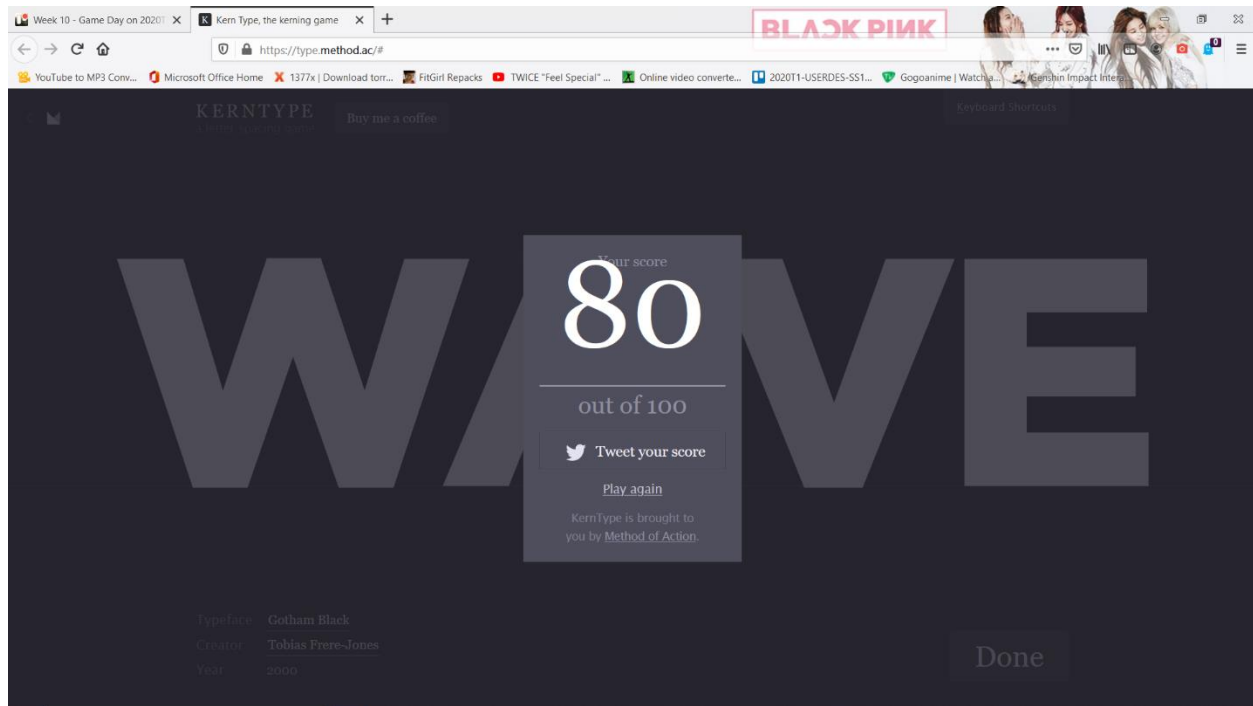 Week 10 - Game Day on 2020T
Kern Type, the kerning game
BLACK PINK
https://type.method.ac/#
YouTube to MP3 Conv...
Microsoft Office Home
1377x | Download torr...
FitGirl Repacks
TWICE "Feel Special" ...
Online video converte...
2020T1-USERDES-SS1...
Gogoanime | Watch a...
Genshin Impact Intera...
KERNTYPE
Buy me a coffee
Keyboard Shortcuts
WAVE
Your score
80
out of 100
Tweet your score
Play again
KernType is brought to
you by Method of Action.
Typeface Gotham Black
Creator Tobias Frere-Jones
Year 2000
Done